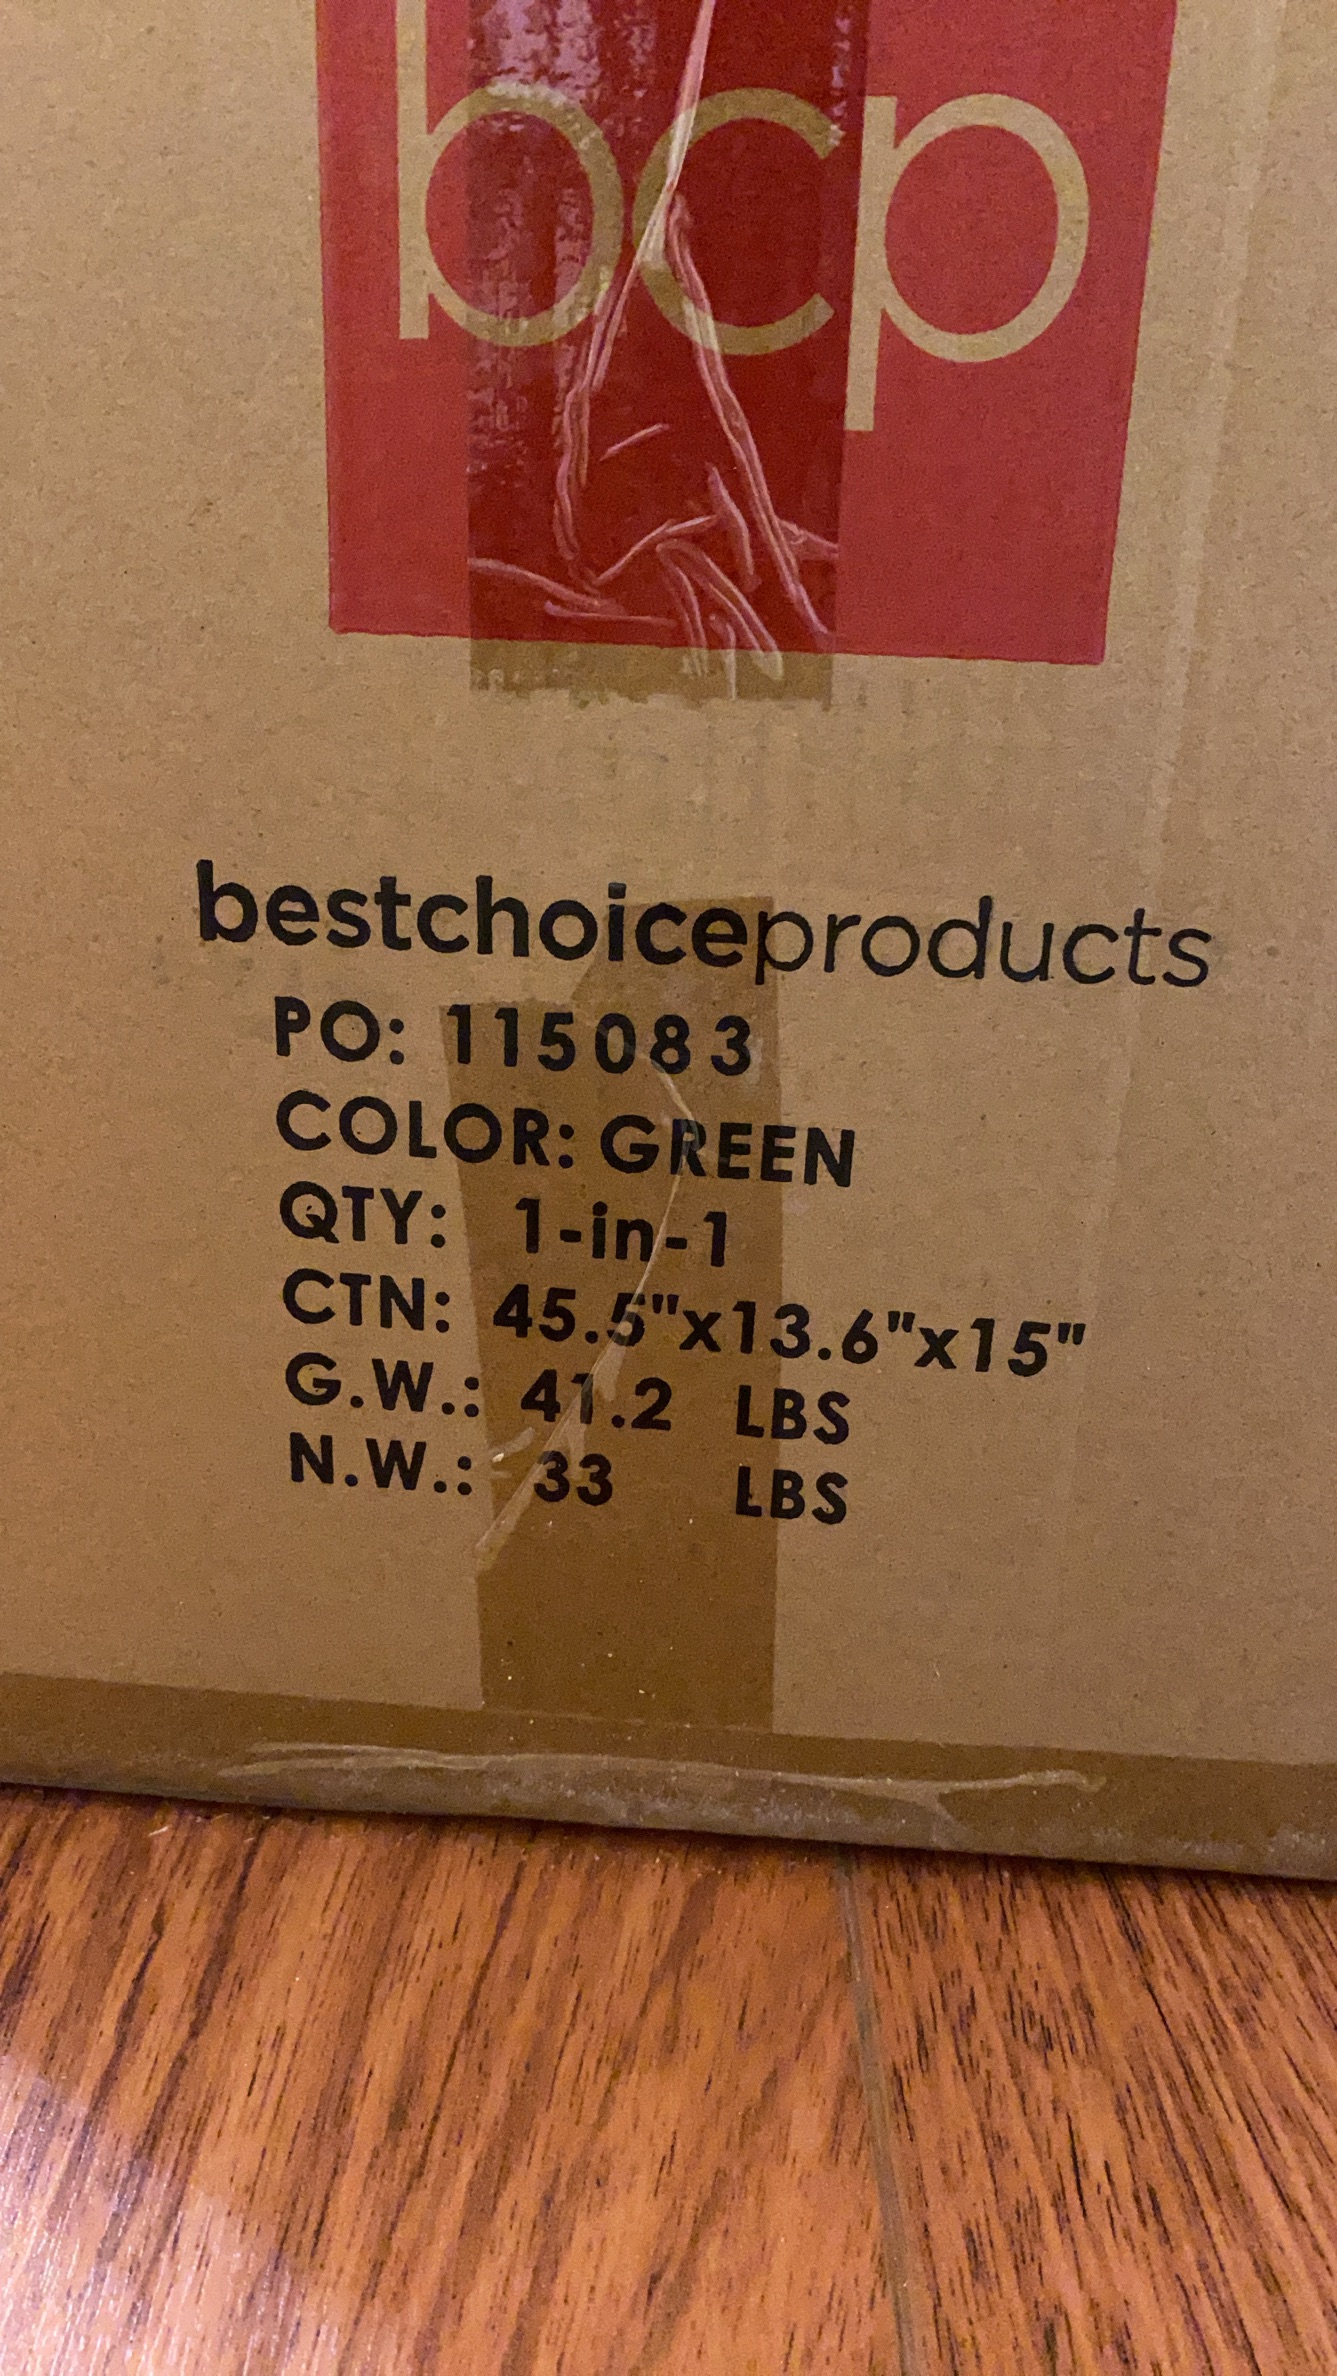 bcp
bestchoiceproducts
PO: 115083
COLOR: GREEN
QTY: 1-in-1
CTN: 45.5"x13.6"x15"
G.W.: 41.2 LBS
N.W.: 33 LBS